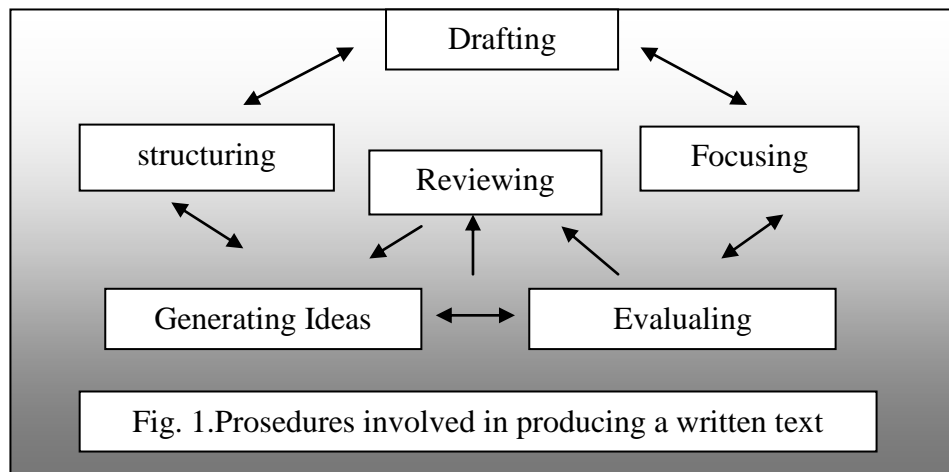 Drafting
structuring
Focusing
Reviewing
Generating Ideas
Evalualing
Fig. 1.Prosedures involved in producing a written text